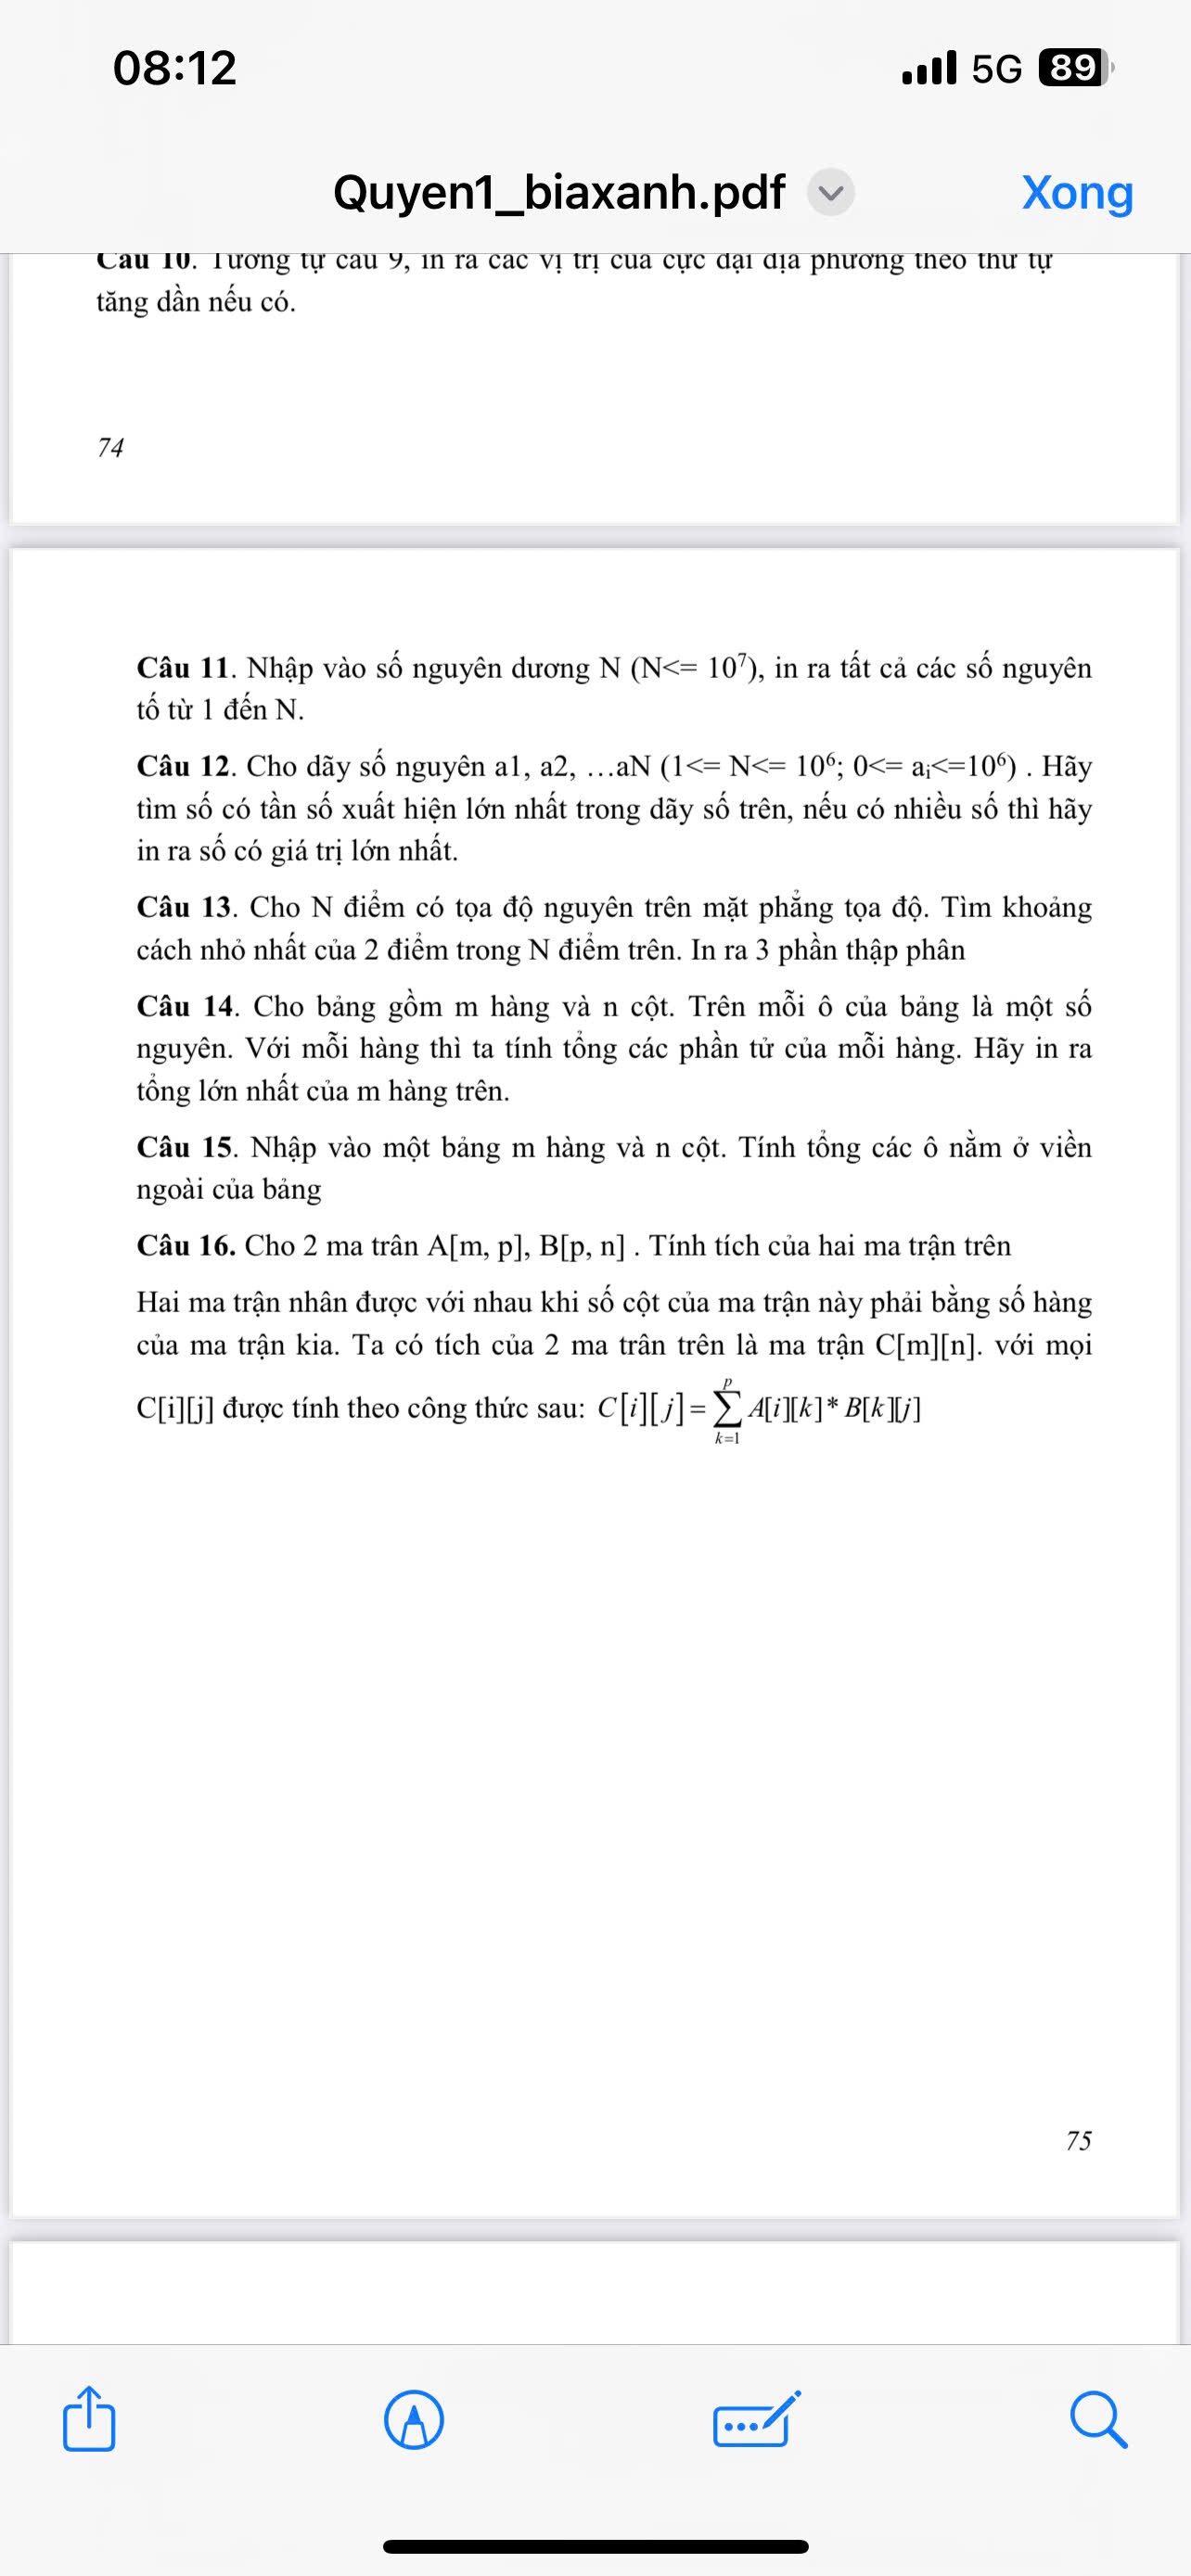 08:12
5G 89
Quyen1_biaxanh.pdf
Xong
Câu 10. Tương tự câu 9, in ra các vị trị của cực đại địa phương theo thứ tự
tăng dần nếu có.
74
Câu 11. Nhập vào số nguyên dương N (N<= 10⁷), in ra tất cả các số nguyên
tố từ 1 đến N.
Câu 12. Cho dãy số nguyên a1, a2, …aN (1<= N<= 10⁶; 0<= aᵢ<=10⁶) . Hãy
tìm số có tần số xuất hiện lớn nhất trong dãy số trên, nếu có nhiều số thì hãy
in ra số có giá trị lớn nhất.
Câu 13. Cho N điểm có tọa độ nguyên trên mặt phẳng tọa độ. Tìm khoảng
cách nhỏ nhất của 2 điểm trong N điểm trên. In ra 3 phần thập phân
Câu 14. Cho bảng gồm m hàng và n cột. Trên mỗi ô của bảng là một số
nguyên. Với mỗi hàng thì ta tính tổng các phần tử của mỗi hàng. Hãy in ra
tổng lớn nhất của m hàng trên.
Câu 15. Nhập vào một bảng m hàng và n cột. Tính tổng các ô nằm ở viền
ngoài của bảng
Câu 16. Cho 2 ma trân A[m, p], B[p, n] . Tính tích của hai ma trận trên
Hai ma trận nhân được với nhau khi số cột của ma trận này phải bằng số hàng
của ma trận kia. Ta có tích của 2 ma trân trên là ma trận C[m][n]. với mọi
C[i][j] được tính theo công thức sau: C[i][j]=∑ₖ₌₁ᵖ A[i][k]* B[k][j]
75